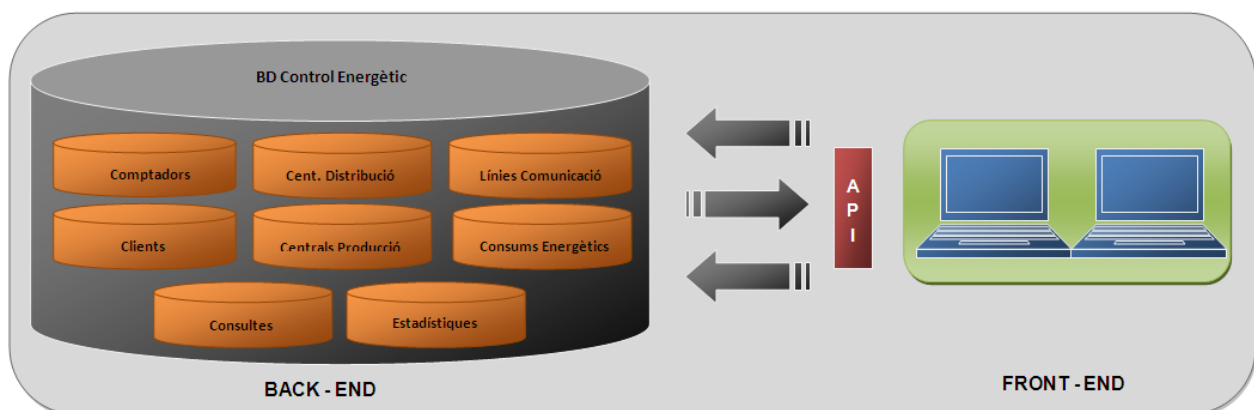 BD Control Energètic
Comptadors
Cent. Distribució
Línies Comunicació
Clients
Centrals Producció
Consums Energètics
Consultes
Estadístiques
A
P
I
BACK - END
FRONT - END